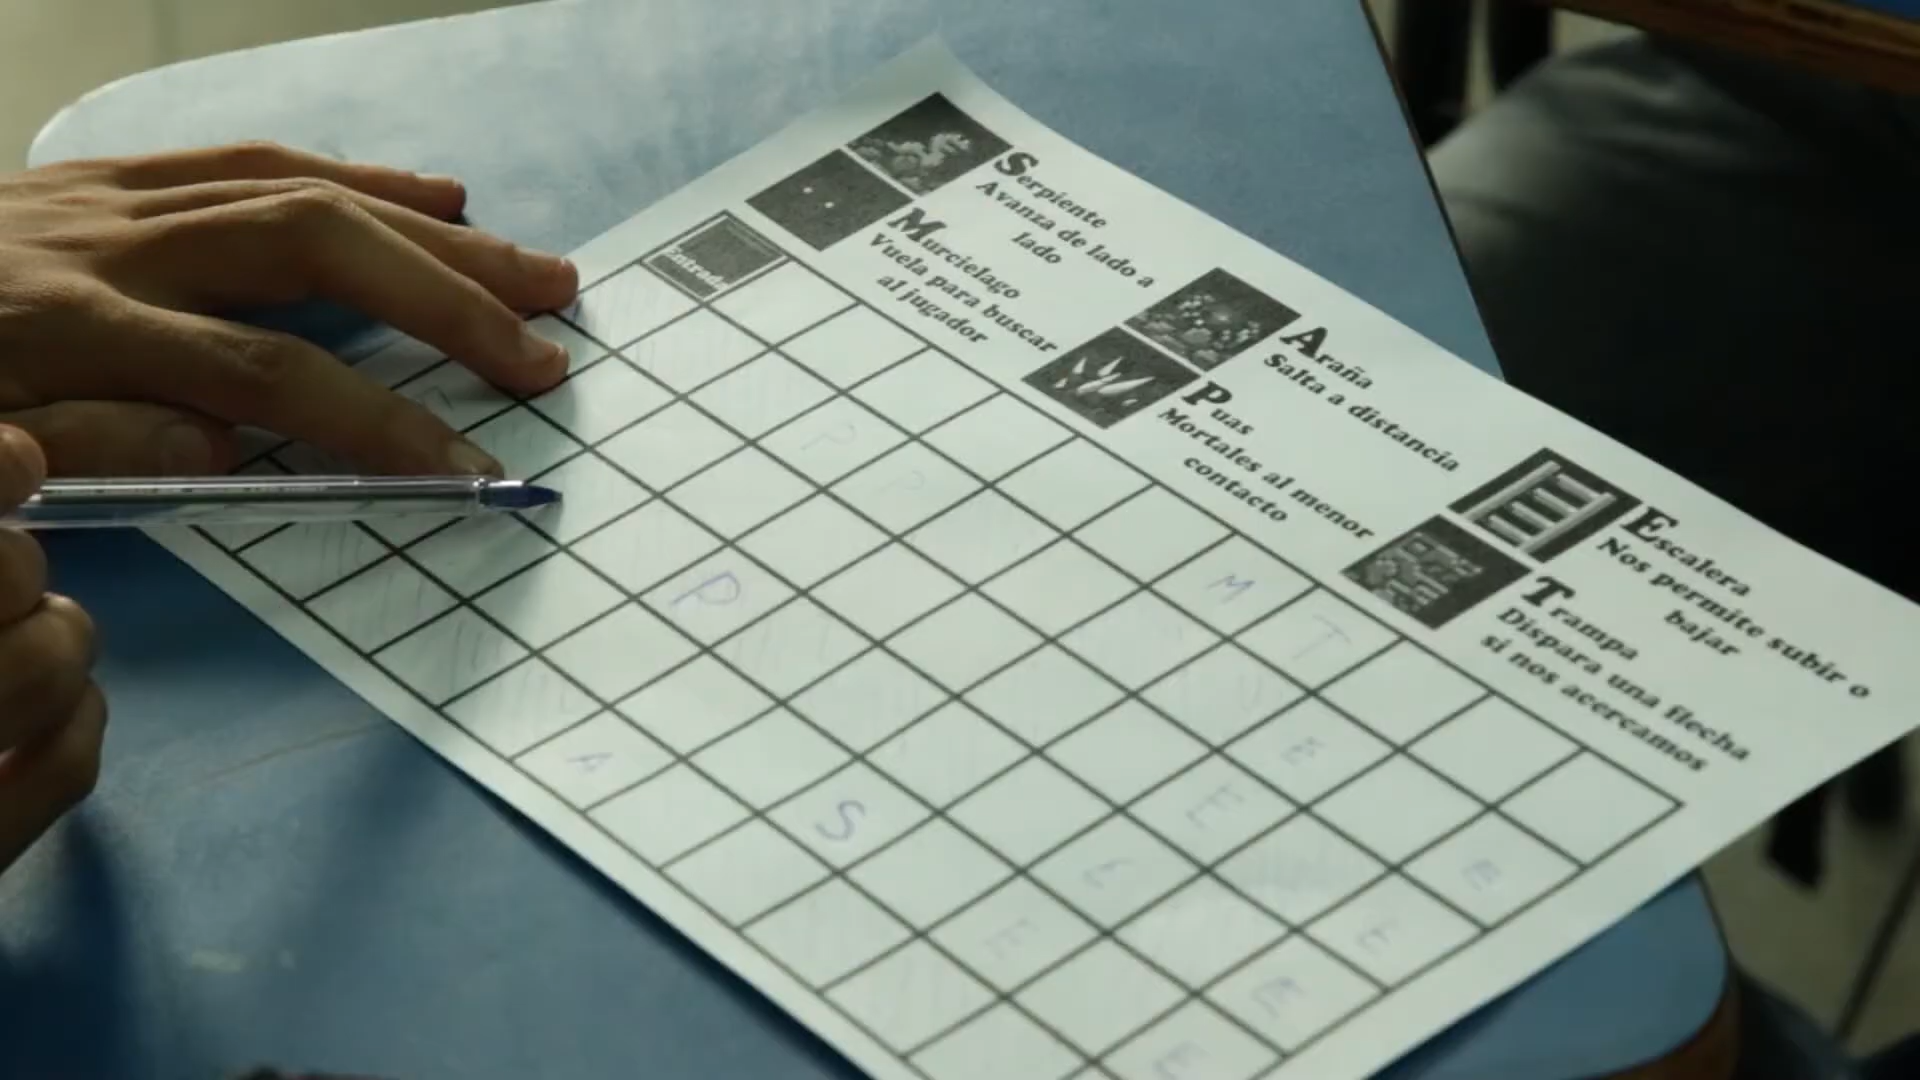 Serpiente
Avanza de lado a
lado
Murcielago
Vuela para buscar
al jugador
Araña
Salta a distancia
Puas
Mortales al menor
contacto
Escalera
Nos permite subir o
bajar
Trampa
Dispara una flecha
si nos acercamos
Entrada
P
P
P
M
T
E
A
S
E
E
E
E
E
E
E